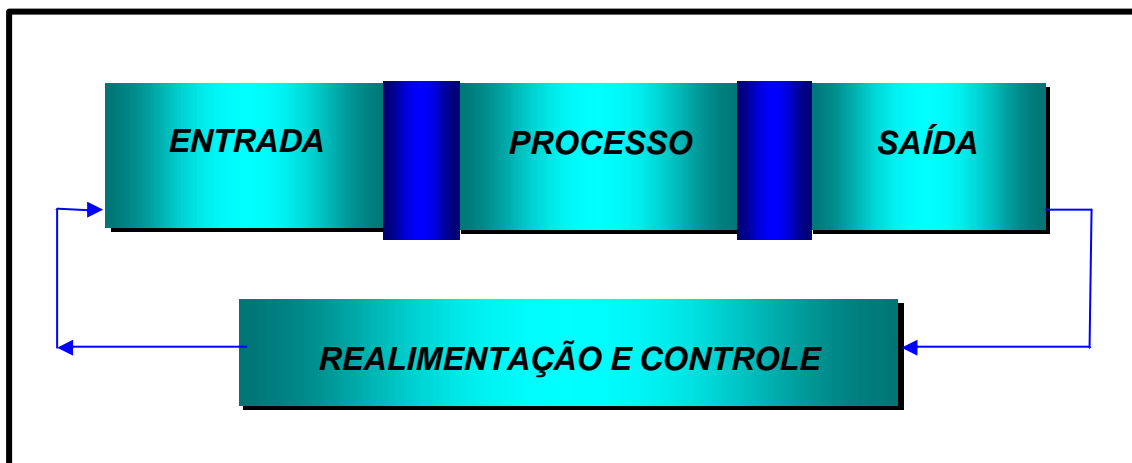 ENTRADA
PROCESSO
SAÍDA
REALIMENTAÇÃO E CONTROLE